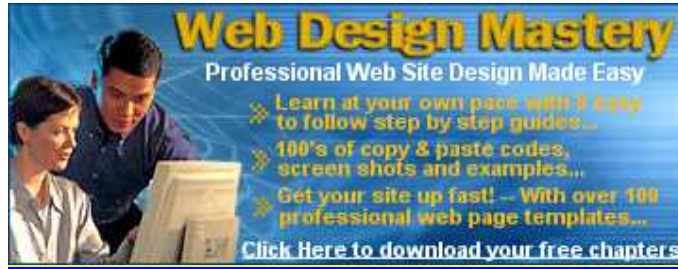 Web Design Mastery
Professional Web Site Design Made Easy
Learn at your own pace with 8 easy
to follow step by step guides...
100's of copy & paste codes,
screen shots and examples...
Get your site up fast! -- With over 100
professional web page templates...
Click Here to download your free chapters